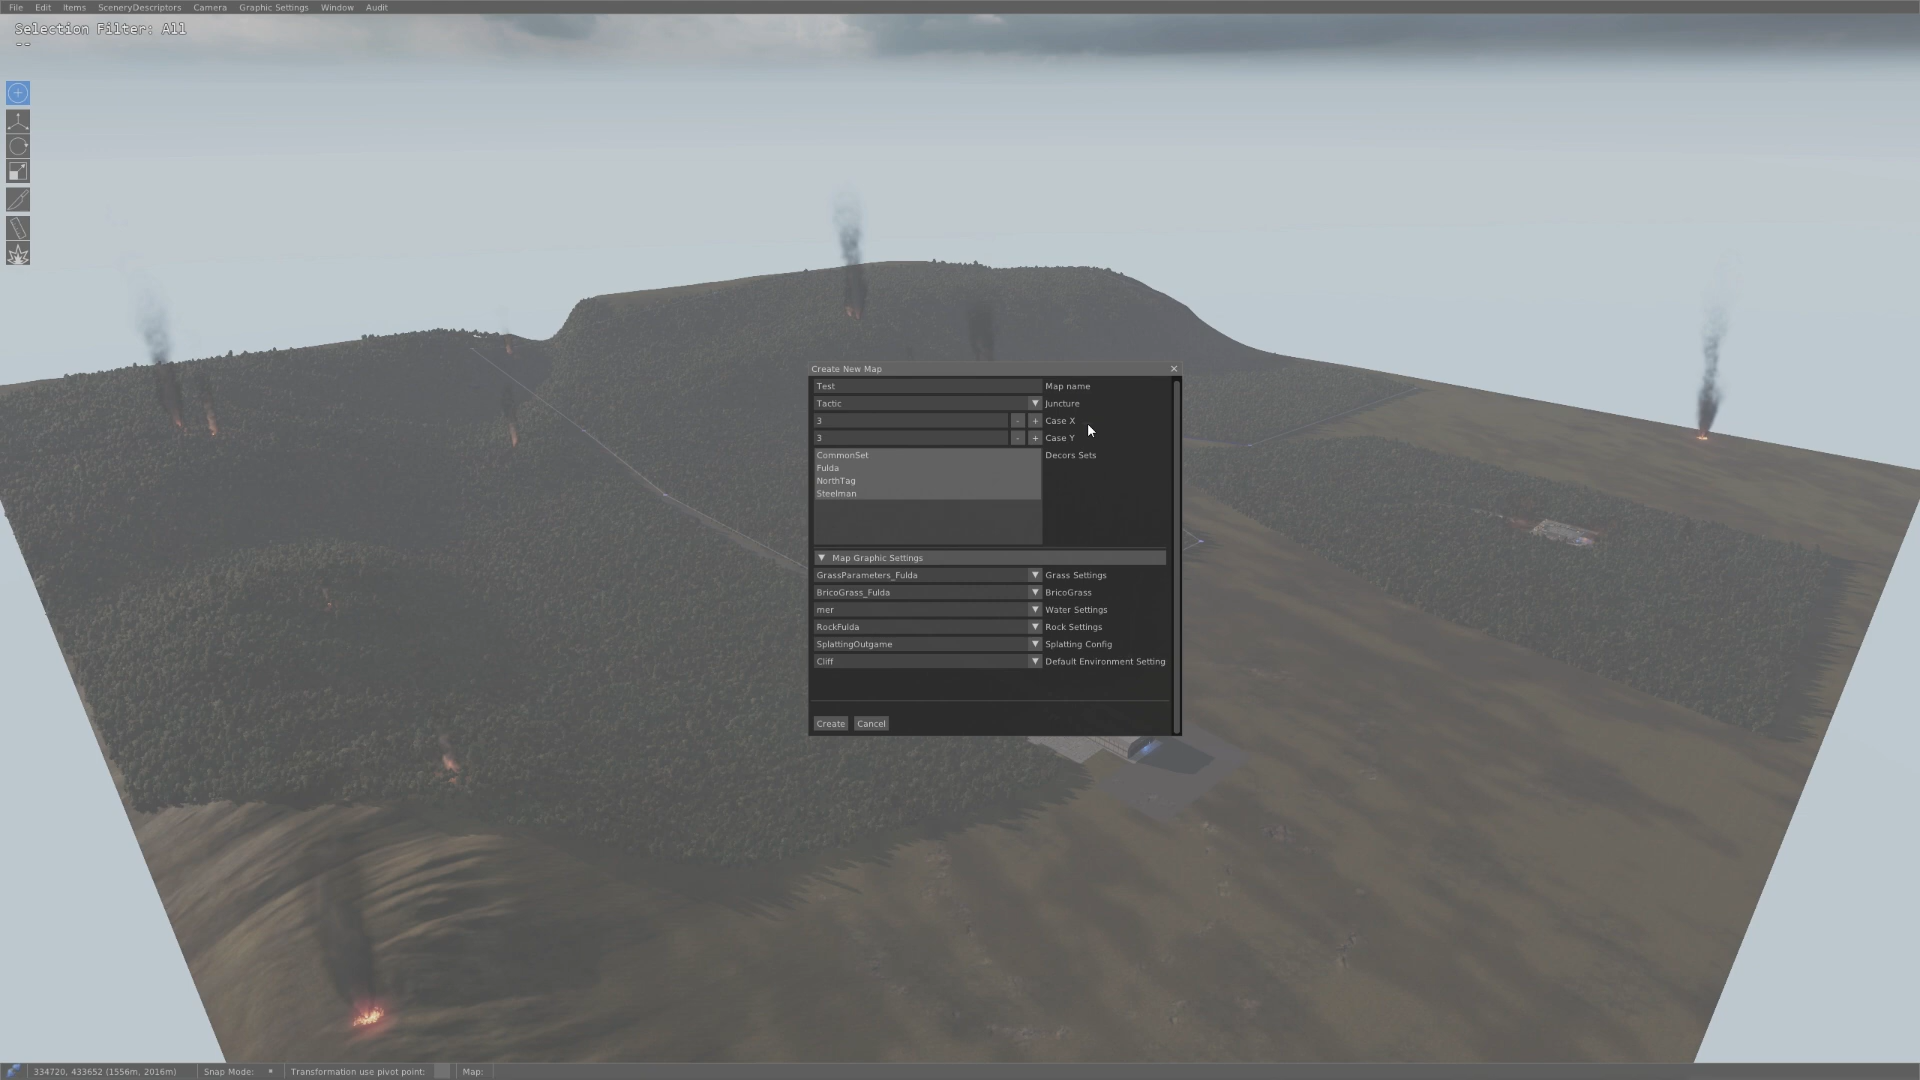 File Edit Items SceneryDescriptors Camera Graphic Settings Window Audit
Selection Filter: All
--
Create New Map
Test Map name
Tactic Juncture
3 - + Case X
3 - + Case Y
CommonSet Decors Sets
Fulda
NorthTag
Steelman
Map Graphic Settings
GrassParameters_Fulda Grass Settings
BricoGrass_Fulda BricoGrass
mer Water Settings
RockFulda Rock Settings
SplattingOutgame Splatting Config
Cliff Default Environment Setting
Create Cancel
334720, 433652 (1556m, 2016m) Snap Mode: Transformation use pivot point: Map: